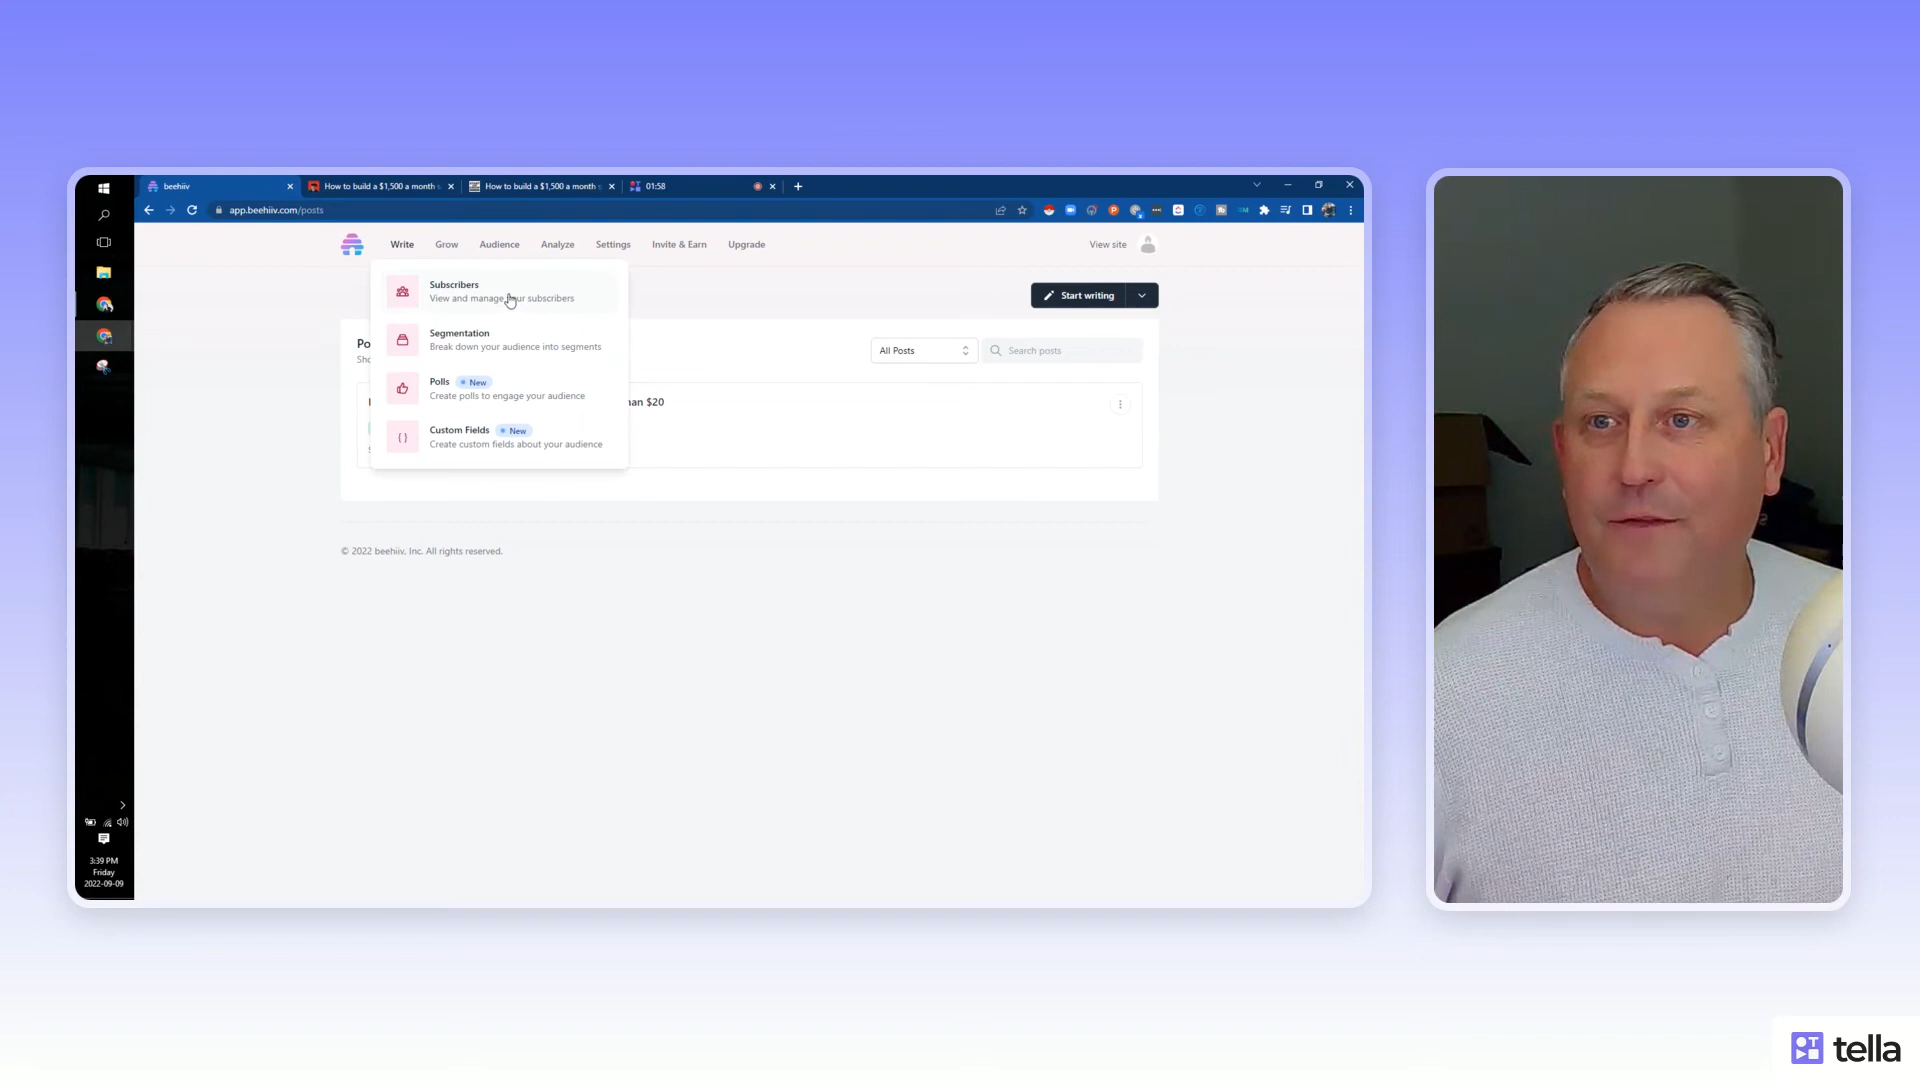 beehiiv
How to build a $1,500 a month s
How to build a $1,500 a month s
01:58
app.beehiiv.com/posts
Write
Grow
Audience
Analyze
Settings
Invite & Earn
Upgrade
View site
Subscribers
View and manage your subscribers
Start writing
Segmentation
Break down your audience into segments
Po
Sho
All Posts
Search posts
Polls
New
Create polls to engage your audience
han $20
Custom Fields
New
Create custom fields about your audience
© 2022 beehiiv, Inc. All rights reserved.
3:39 PM
Friday
2022-09-09
tella